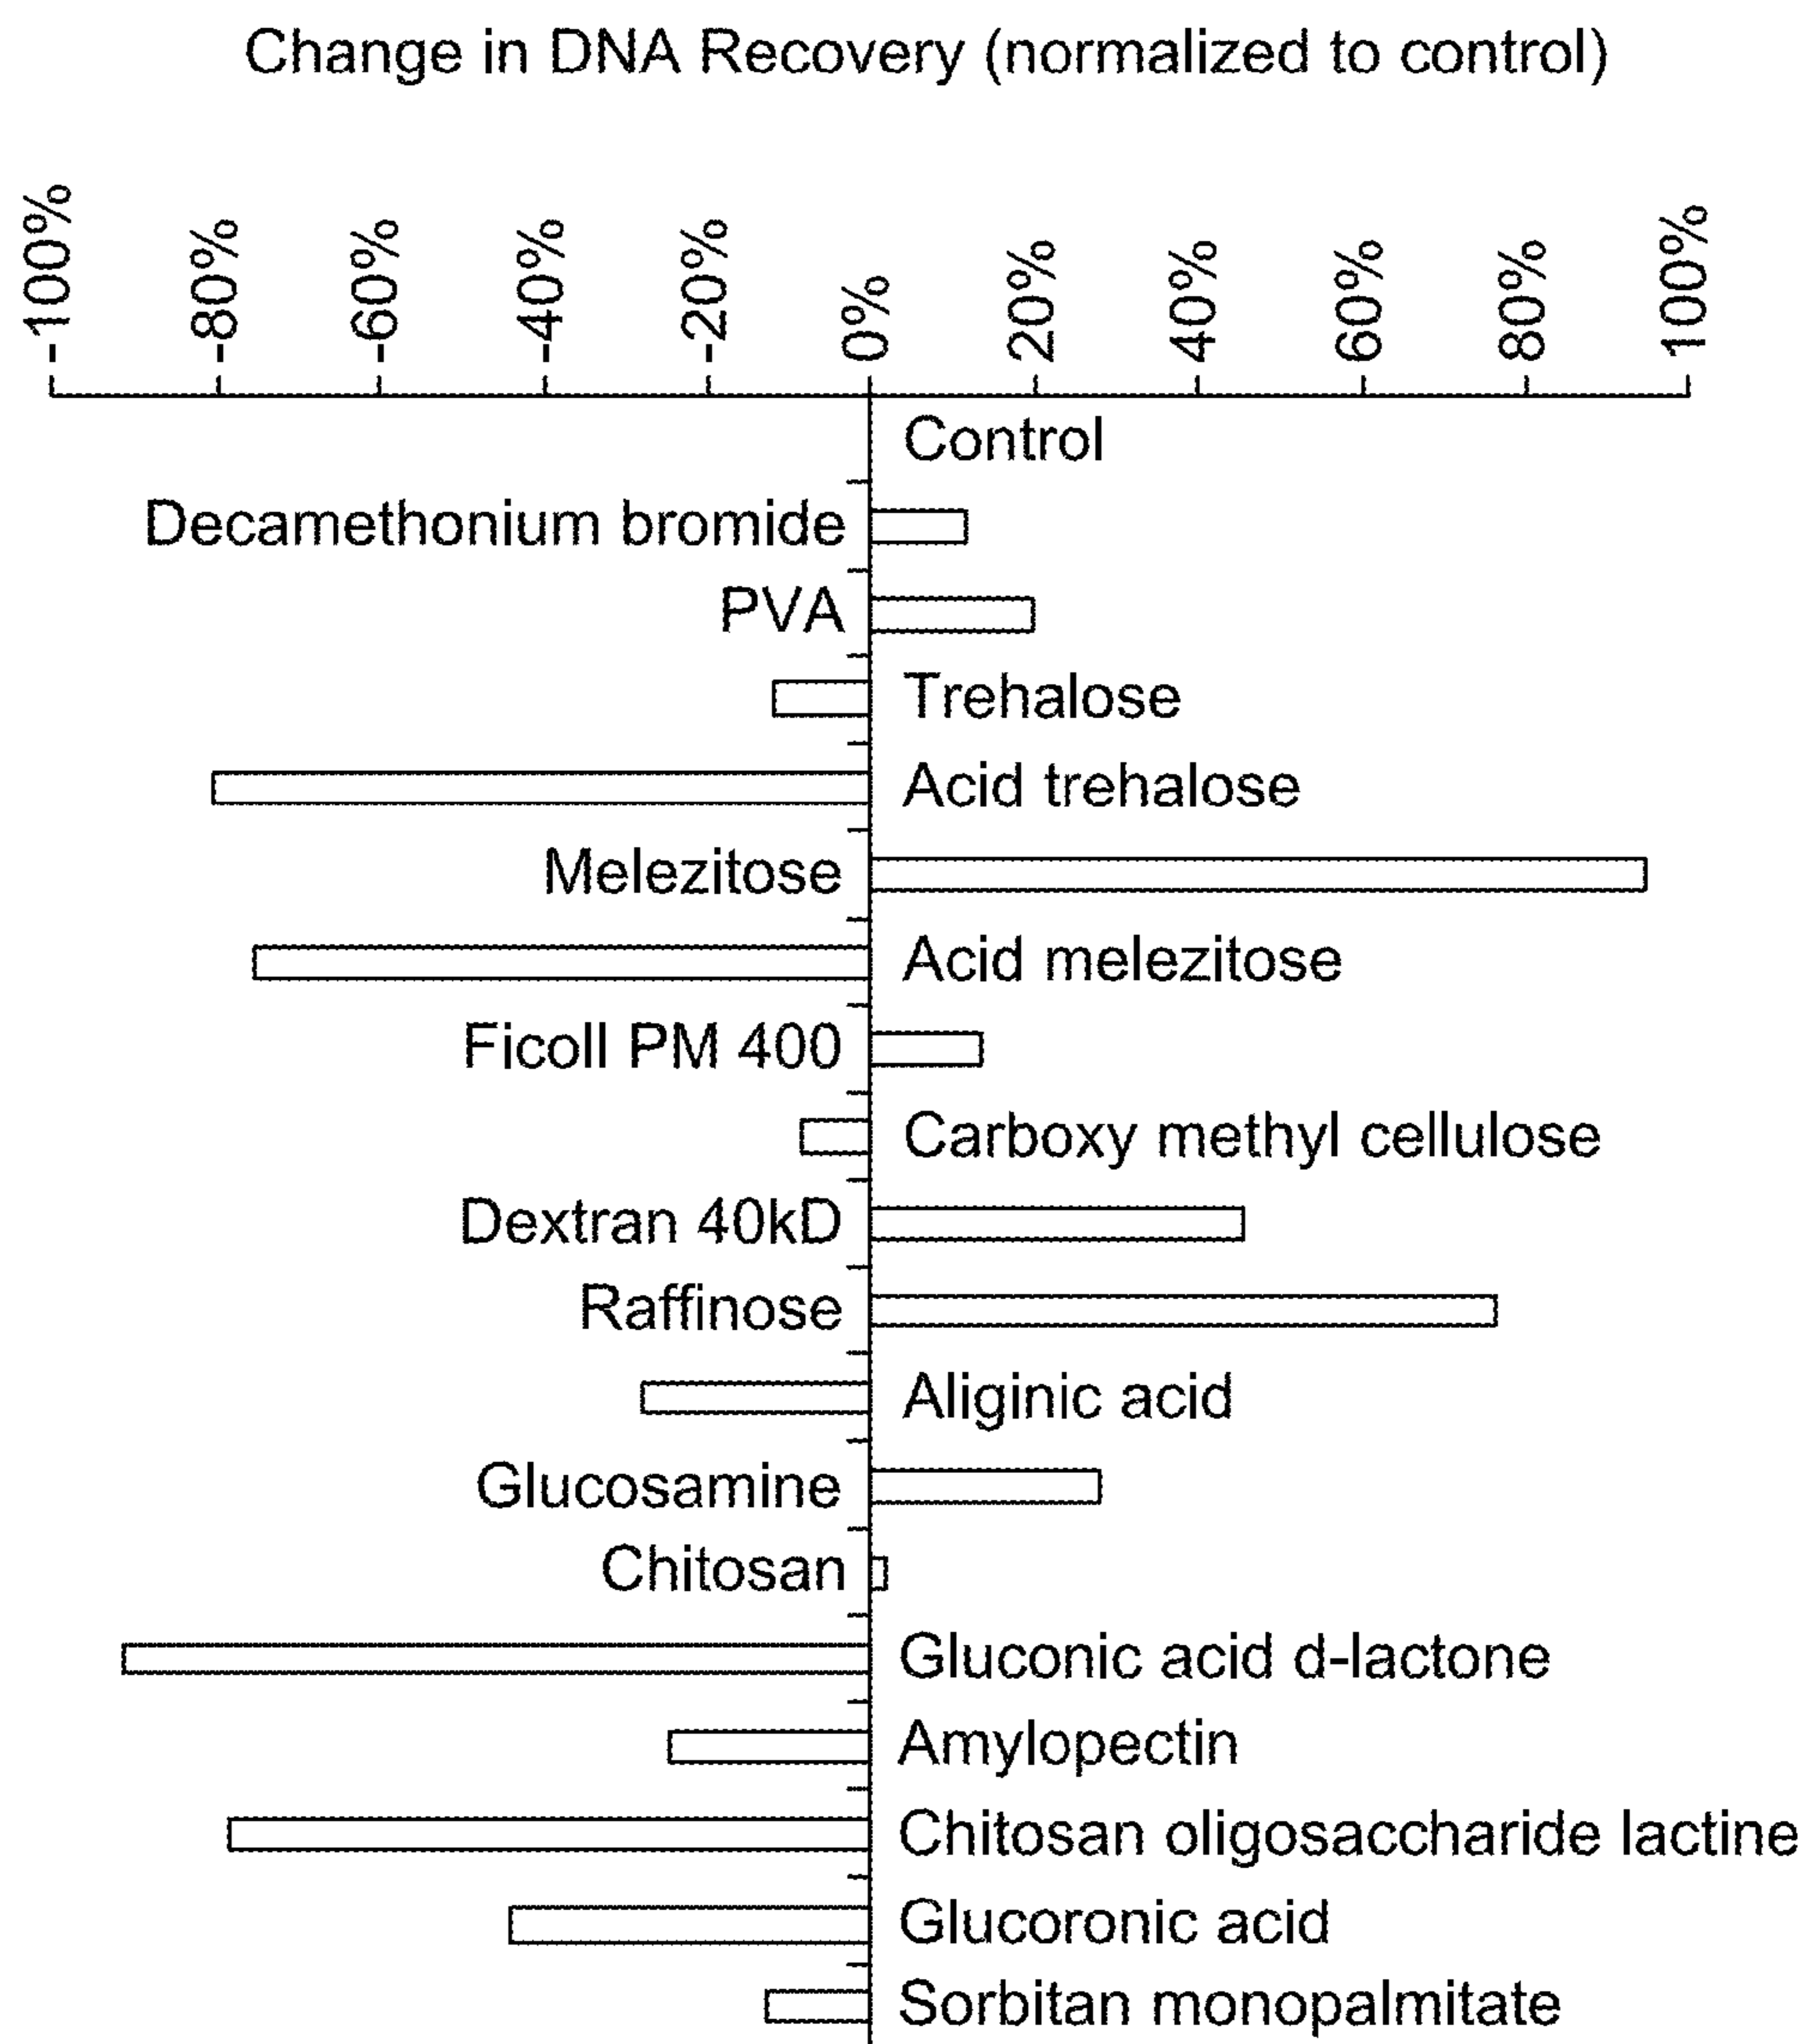 Change in DNA Recovery (normalized to control)
-100%
-80%
-60%
-40%
-20%
0%
20%
40%
60%
80%
100%
Control
Decamethonium bromide
PVA
Trehalose
Acid trehalose
Melezitose
Acid melezitose
Ficoll PM 400
Carboxy methyl cellulose
Dextran 40kD
Raffinose
Aliginic acid
Glucosamine
Chitosan
Gluconic acid d-lactone
Amylopectin
Chitosan oligosaccharide lactine
Glucoronic acid
Sorbitan monopalmitate